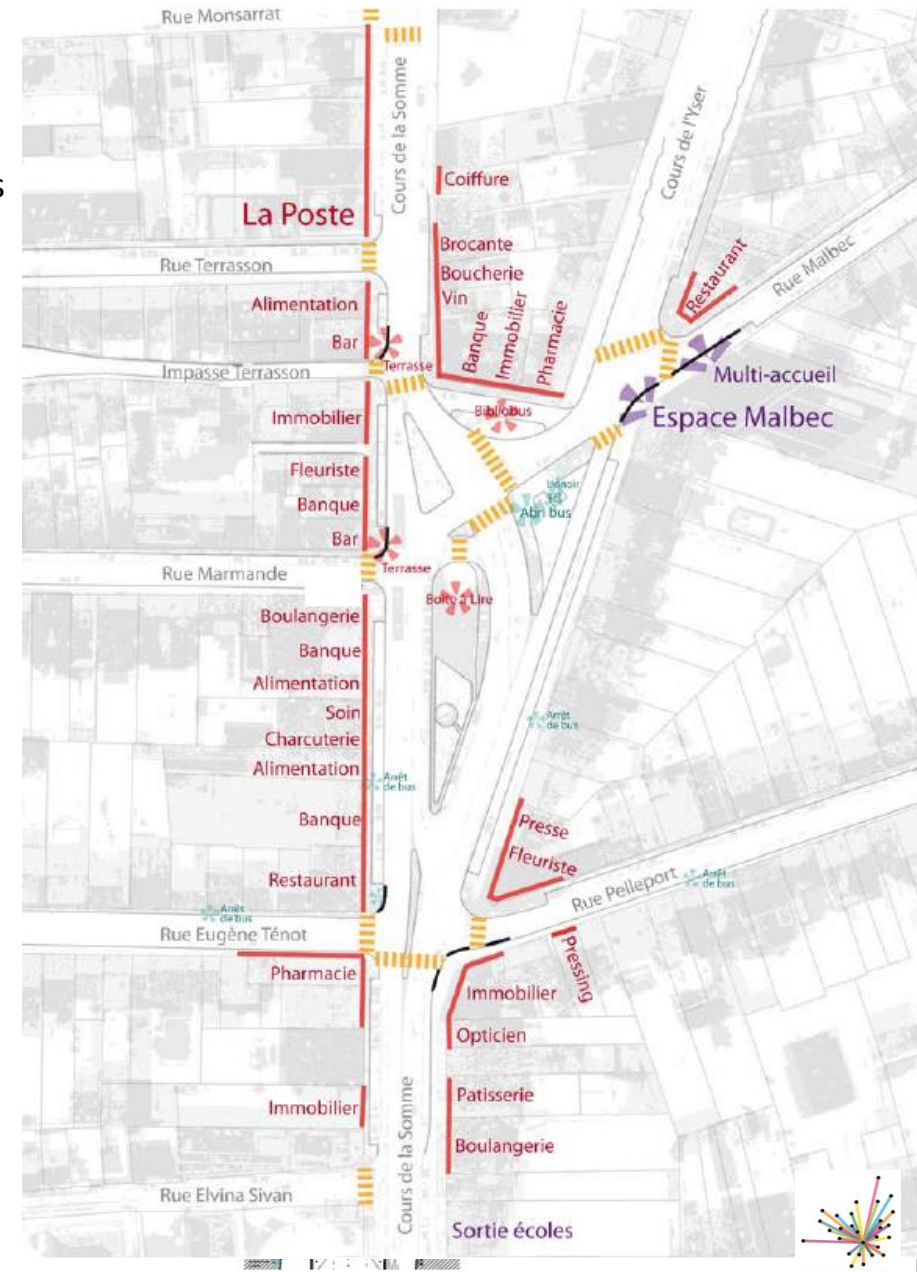 Rue Monsarrat
Cours de la Somme
Cours de l'Yser
s
Coiffure
La Poste
Brocante
Rue Terrasson
Boucherie
Restaurant
Rue Malbec
Alimentation
Vin
Banque
Immobilier
Pharmacie
Bar
Terrasse
Impasse Terrasson
Multi-accueil
Immobilier
Bibliobus
Espace Malbec
Fleuriste
Banque
Abri bus
Bar
Terrasse
Rue Marmande
Boîte à Lire
Boulangerie
Banque
Alimentation
Soin
Arrêt
de bus
Charcuterie
Alimentation
Arrêt
de bus
Banque
Presse
Fleuriste
Restaurant
Rue Pelleport
Arrêt
de bus
Arrêt
de bus
Rue Eugène Ténot
Pharmacie
Pressing
Immobilier
Opticien
Patisserie
Immobilier
Cours de la Somme
Boulangerie
Rue Elvina Sivan
Sortie écoles